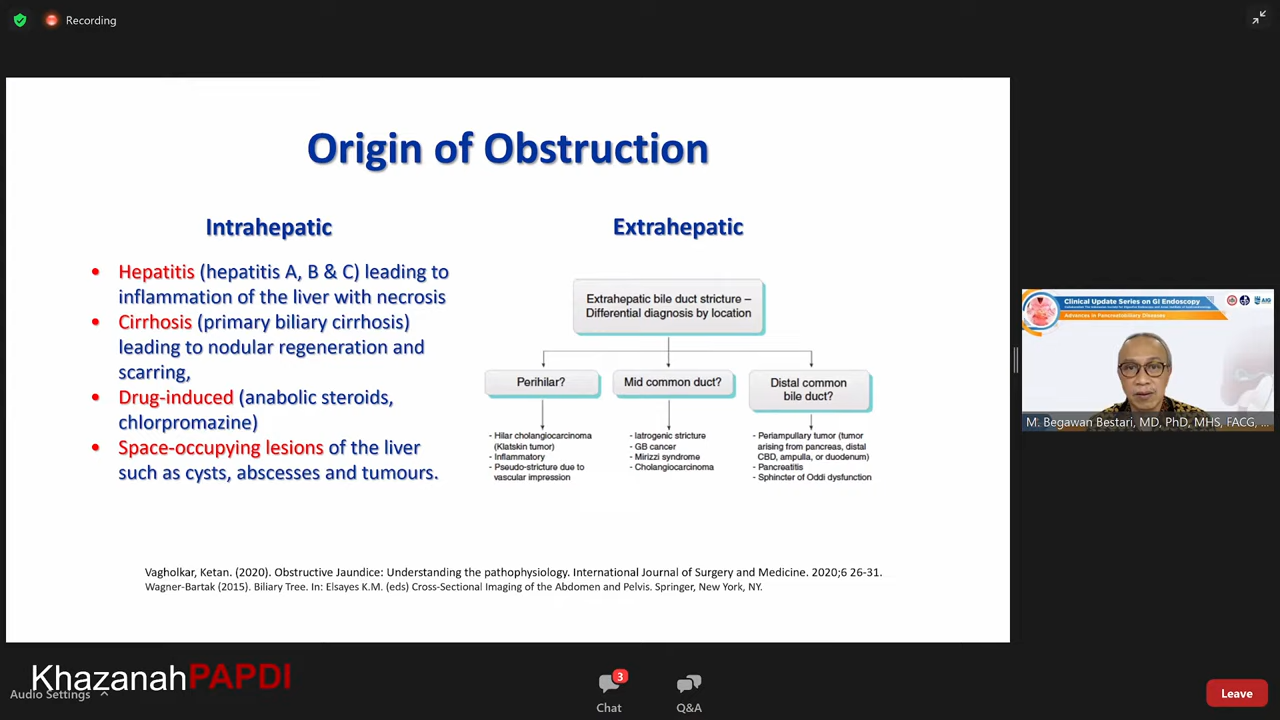 Recording
Origin of Obstruction
Intrahepatic
• Hepatitis (hepatitis A, B & C) leading to
inflammation of the liver with necrosis
• Cirrhosis (primary biliary cirrhosis)
leading to nodular regeneration and
scarring,
• Drug-induced (anabolic steroids,
chlorpromazine)
• Space-occupying lesions of the liver
such as cysts, abscesses and tumours.
Extrahepatic
Extrahepatic bile duct stricture –
Differential diagnosis by location
Perihilar?
- Hilar cholangiocarcinoma
(Klatskin tumor)
- Inflammatory
- Pseudo-stricture due to
vascular impression
Mid common duct?
- Iatrogenic stricture
- GB cancer
- Mirizzi syndrome
- Cholangiocarcinoma
Distal common
bile duct?
- Periampullary tumor (tumor
arising from pancreas, distal
CBD, ampulla, or duodenum)
- Pancreatitis
- Sphincter of Oddi dysfunction
Vagholkar, Ketan. (2020). Obstructive Jaundice: Understanding the pathophysiology. International Journal of Surgery and Medicine. 2020;6 26-31.
Wagner-Bartak (2015). Biliary Tree. In: Elsayes K.M. (eds) Cross-Sectional Imaging of the Abdomen and Pelvis. Springer, New York, NY.
Clinical Update Series on GI Endoscopy
Advances in Pancreatobiliary Diseases
M. Begawan Bestari, MD, PhD, MHS, FACG, ...
KhazanahPAPDI
Audio Settings
3
Chat
Q&A
Leave